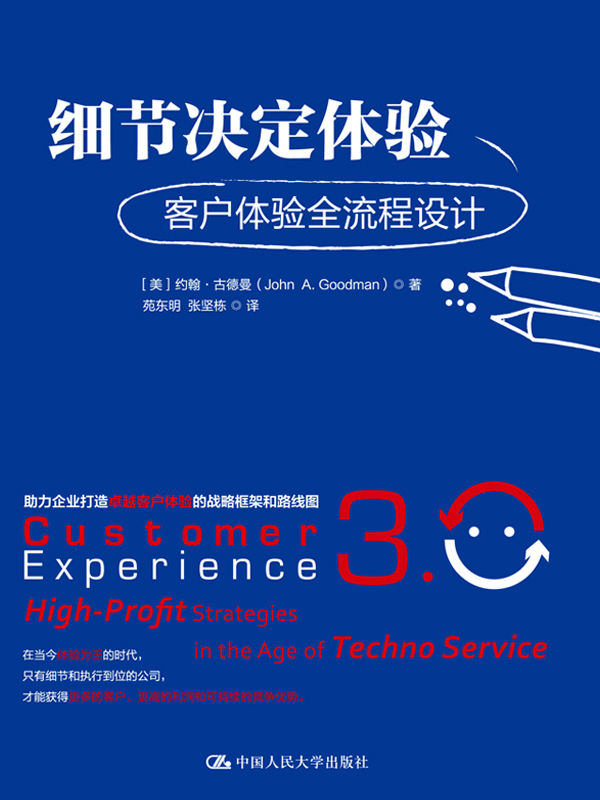 细节决定体验
客户体验全流程设计
［美］约翰·古德曼（John A. Goodman）◎ 著
苑东明 张坚栋 ◎ 译
助力企业打造卓越客户体验的战略框架和路线图
Customer
Experience
3.0
High-Profit Strategies
in the Age of Techno Service
在当今体验为王的时代，
只有细节和执行到位的公司，
才能获得更多的客户、更高的利润和可持续的竞争优势。
中国人民大学出版社